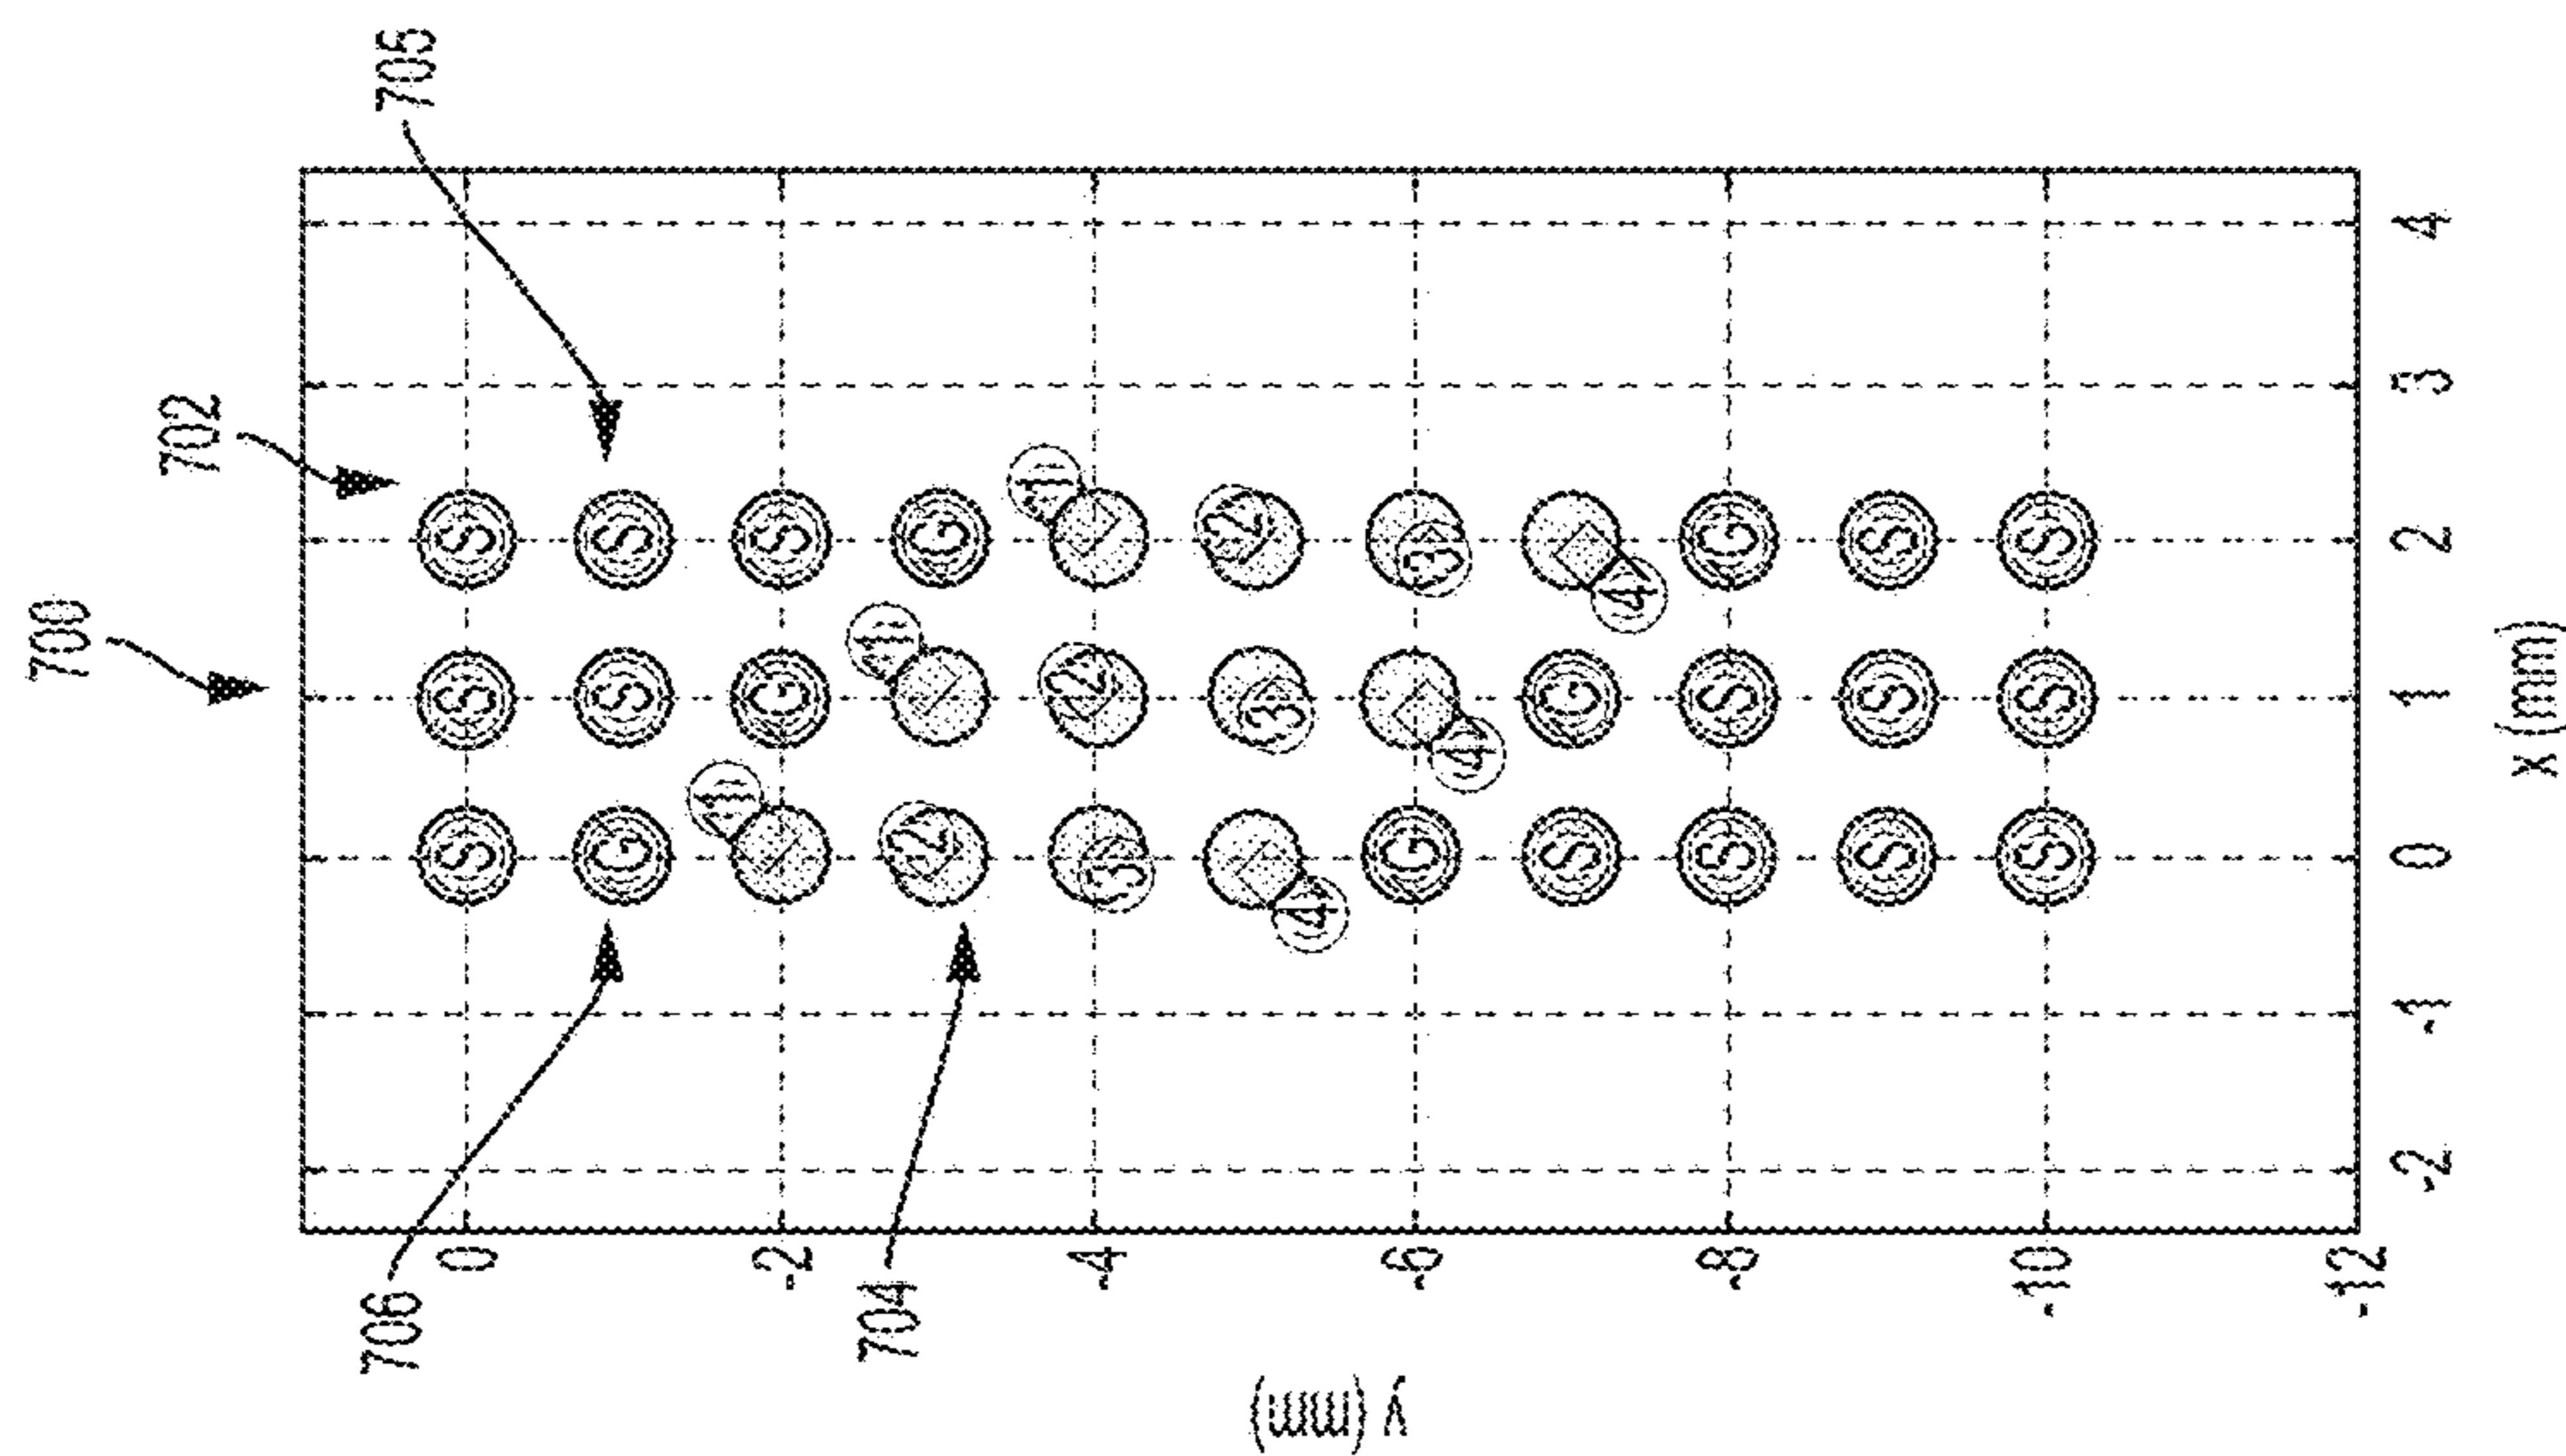 700
702
706 705
0 S S S
G S S
1
-2 G S
704 2 1 G
-4 3 2 1
4 3 2
y (mm)
-6 G 4 3
S G 4
-8 S S G
S S S
-10 S S S
-12
-2 -1 0 1 2 3 4
x (mm)